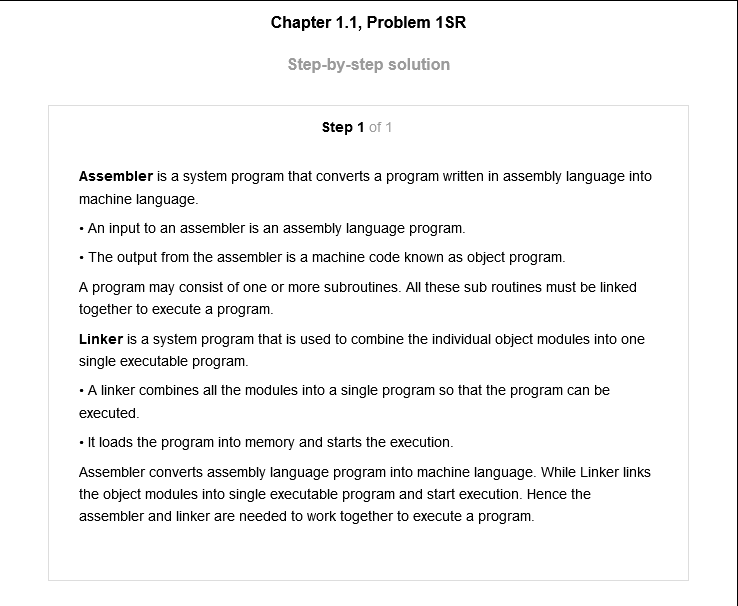 Chapter 1.1, Problem 1SR
Step-by-step solution
Step 1 of 1
Assembler is a system program that converts a program written in assembly language into
machine language.
• An input to an assembler is an assembly language program.
• The output from the assembler is a machine code known as object program.
A program may consist of one or more subroutines. All these sub routines must be linked
together to execute a program.
Linker is a system program that is used to combine the individual object modules into one
single executable program.
• A linker combines all the modules into a single program so that the program can be
executed.
• It loads the program into memory and starts the execution.
Assembler converts assembly language program into machine language. While Linker links
the object modules into single executable program and start execution. Hence the
assembler and linker are needed to work together to execute a program.